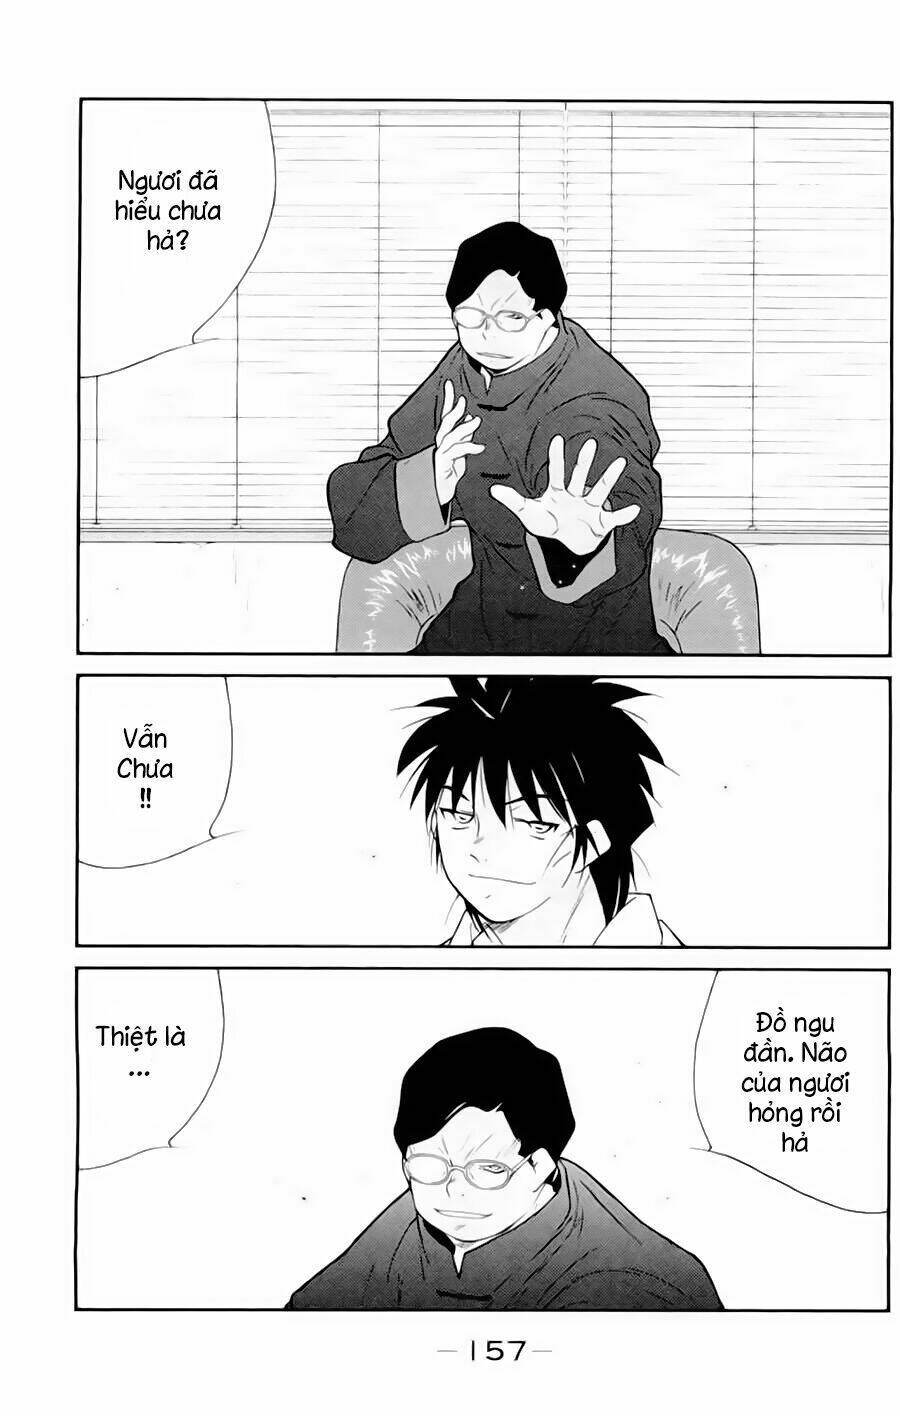 Ngươi đã
hiểu chưa
hả?
Vẫn
Chưa
!!
Đồ ngu
đần. Não
của ngươi
hỏng rồi
hả
Thiệt là
...
- 157 -